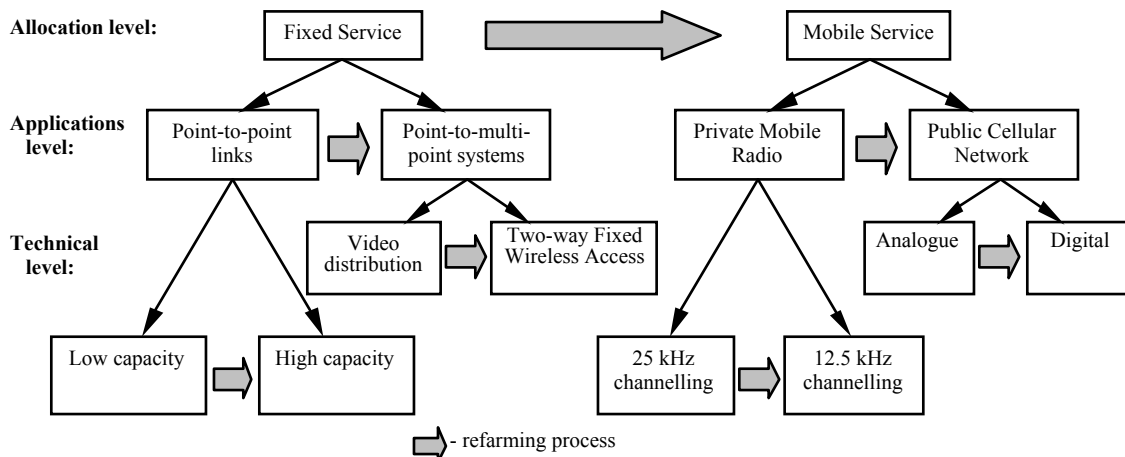 Allocation level:
Fixed Service
Mobile Service
Applications
level:
Point-to-point
links
Point-to-multi-
point systems
Private Mobile
Radio
Public Cellular
Network
Technical
level:
Video
distribution
Two-way Fixed
Wireless Access
Analogue
Digital
Low capacity
High capacity
25 kHz
channelling
12.5 kHz
channelling
- refarming process